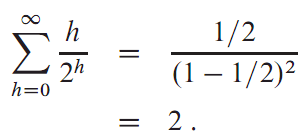 ∞
∑ h/2^h = (1/2)/(1 − 1/2)²
h=0
= 2 .